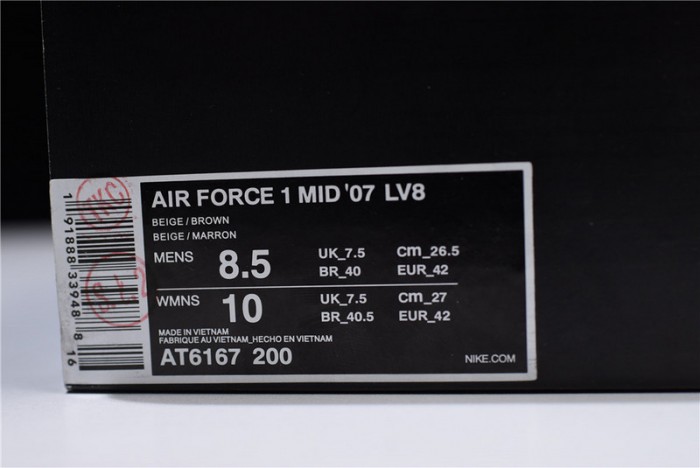 AIR FORCE 1 MID '07 LV8
BEIGE / BROWN
BEIGE / MARRON
MENS 8.5 UK_7.5 Cm_26.5
BR_40 EUR_42
WMNS 10 UK_7.5 Cm_27
BR_40.5 EUR_42
MADE IN VIETNAM
FABRIQUE AU VIETNAM_HECHO EN VIETNAM
AT6167 200 NIKE.COM
1 91888 33948 8 16